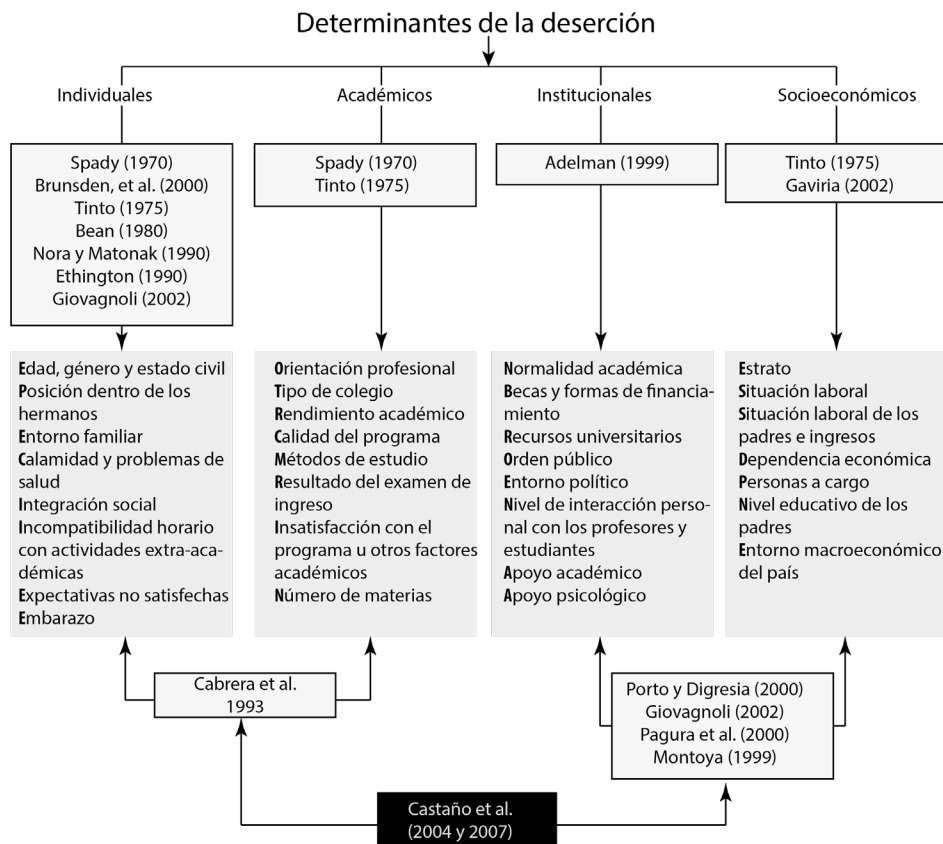 Determinantes de la deserción
Individuales
Académicos
Institucionales
Socioeconómicos
Spady (1970)
Brunsden, et al. (2000)
Tinto (1975)
Bean (1980)
Nora y Matonak (1990)
Ethington (1990)
Giovagnoli (2002)
Spady (1970)
Tinto (1975)
Adelman (1999)
Tinto (1975)
Gaviria (2002)
Edad, género y estado civil
Posición dentro de los
hermanos
Entorno familiar
Calamidad y problemas de
salud
Integración social
Incompatibilidad horario
con actividades extra-aca-
démicas
Expectativas no satisfechas
Embarazo
Orientación profesional
Tipo de colegio
Rendimiento académico
Calidad del programa
Métodos de estudio
Resultado del examen de
ingreso
Insatisfacción con el
programa u otros factores
académicos
Número de materias
Normalidad académica
Becas y formas de financia-
miento
Recursos universitarios
Orden público
Entorno político
Nivel de interacción perso-
nal con los profesores y
estudiantes
Apoyo académico
Apoyo psicológico
Estrato
Situación laboral
Situación laboral de los
padres e ingresos
Dependencia económica
Personas a cargo
Nivel educativo de los
padres
Entorno macroeconómico
del país
Cabrera et al.
1993
Porto y Digresia (2000)
Giovagnoli (2002)
Pagura et al. (2000)
Montoya (1999)
Castaño et al.
(2004 y 2007)